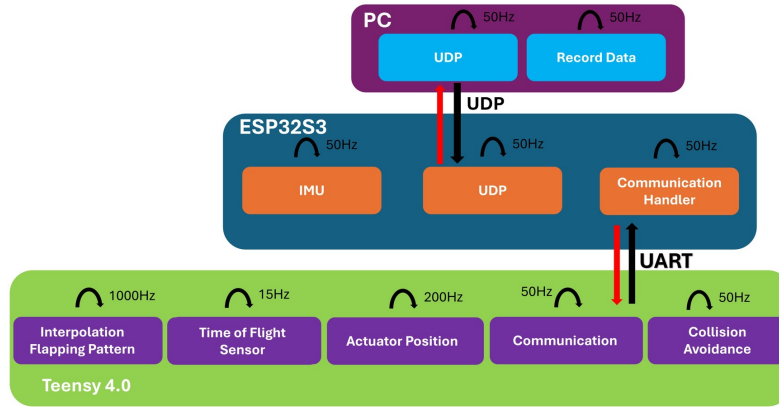 PC
50Hz
50Hz
UDP
Record Data
UDP
ESP32S3
50Hz
50Hz
50Hz
IMU
UDP
Communication
Handler
UART
1000Hz
15Hz
200Hz
50Hz
50Hz
Interpolation
Flapping Pattern
Time of Flight
Sensor
Actuator Position
Communication
Collision
Avoidance
Teensy 4.0